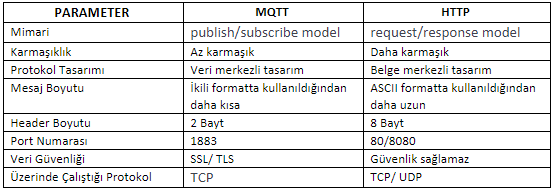 PARAMETER MQTT HTTP
Mimari publish/subscribe model request/response model
Karmaşıklık Az karmaşık Daha karmaşık
Protokol Tasarımı Veri merkezli tasarım Belge merkezli tasarım
Mesaj Boyutu İkili formatta kullanıldığından ASCII formatta kullanıldığından
daha kısa daha uzun
Header Boyutu 2 Bayt 8 Bayt
Port Numarası 1883 80/8080
Veri Güvenliği SSL/ TLS Güvenlik sağlamaz
Üzerinde Çalıştığı Protokol TCP TCP/ UDP